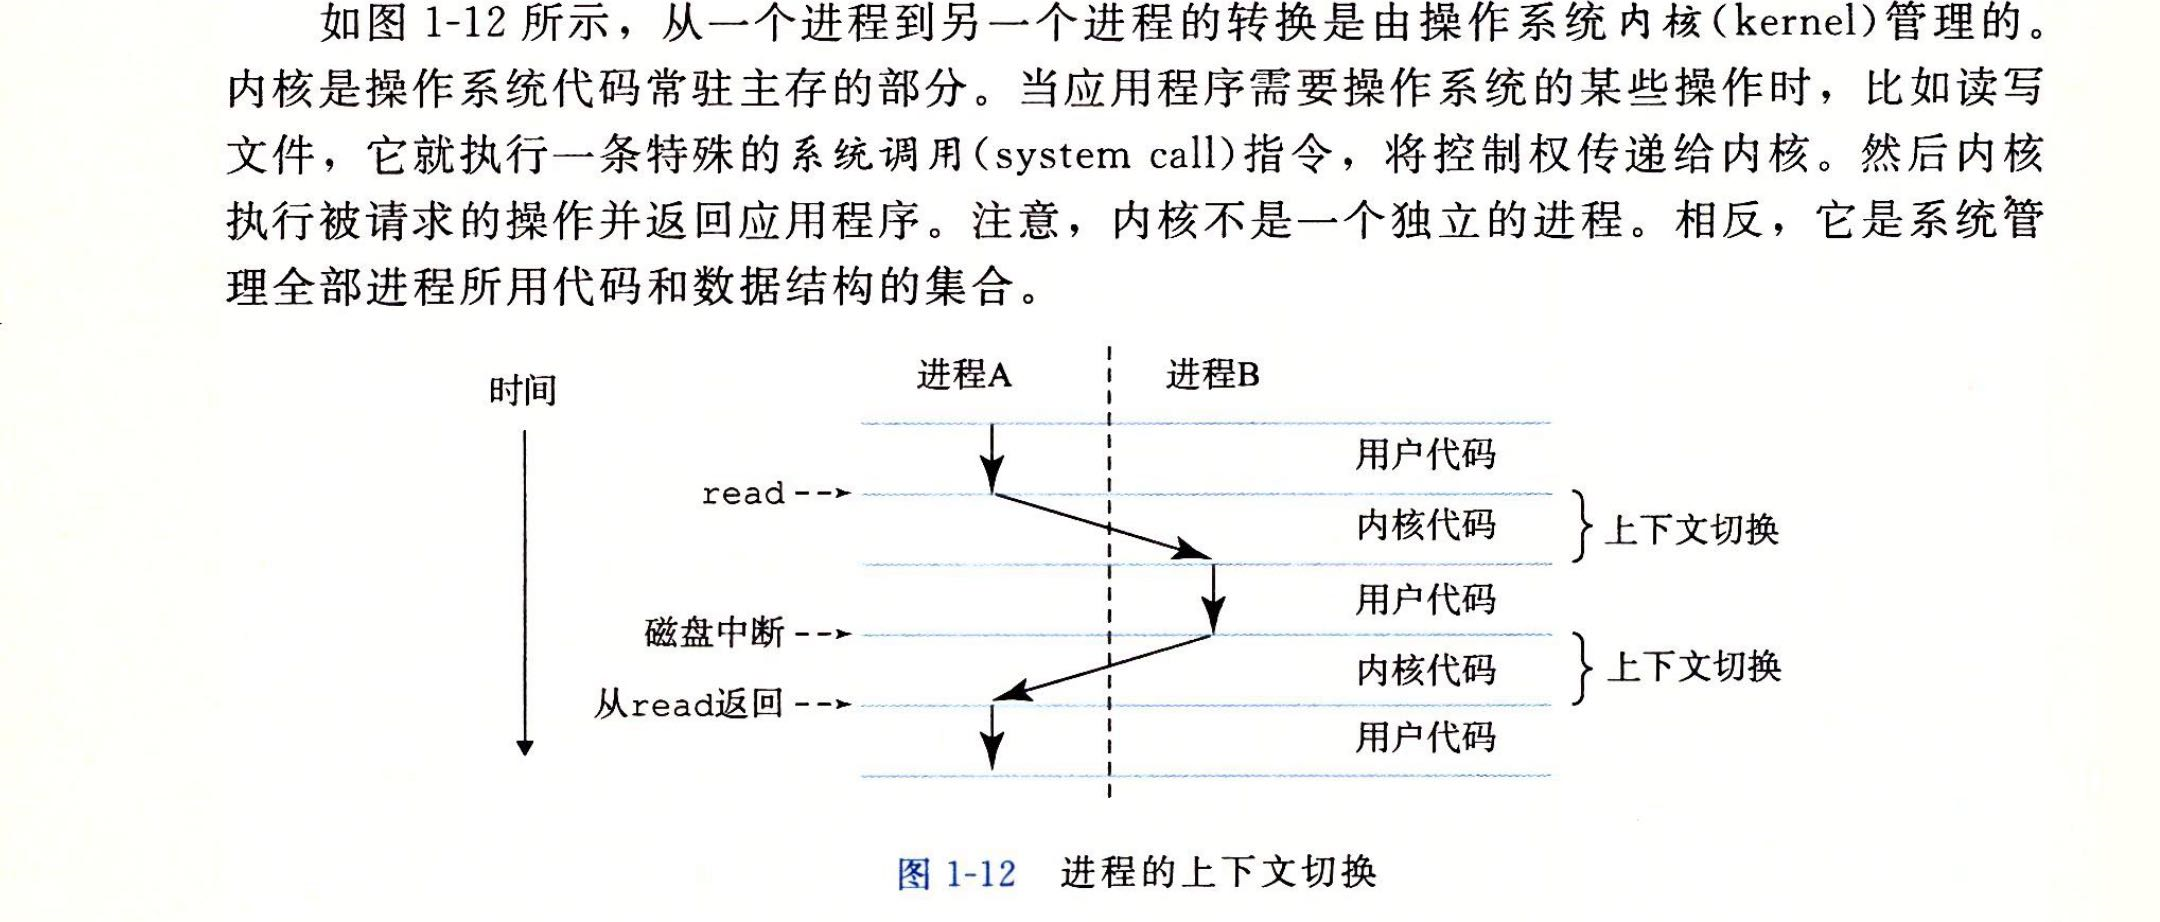 如图 1-12 所示，从一个进程到另一个进程的转换是由操作系统内核(kernel)管理的。
内核是操作系统代码常驻主存的部分。当应用程序需要操作系统的某些操作时，比如读写
文件，它就执行一条特殊的系统调用(system call)指令，将控制权传递给内核。然后内核
执行被请求的操作并返回应用程序。注意，内核不是一个独立的进程。相反，它是系统管
理全部进程所用代码和数据结构的集合。
时间
进程A
进程B
用户代码
read
内核代码
上下文切换
用户代码
磁盘中断
内核代码
上下文切换
从read返回
用户代码
图 1-12 进程的上下文切换